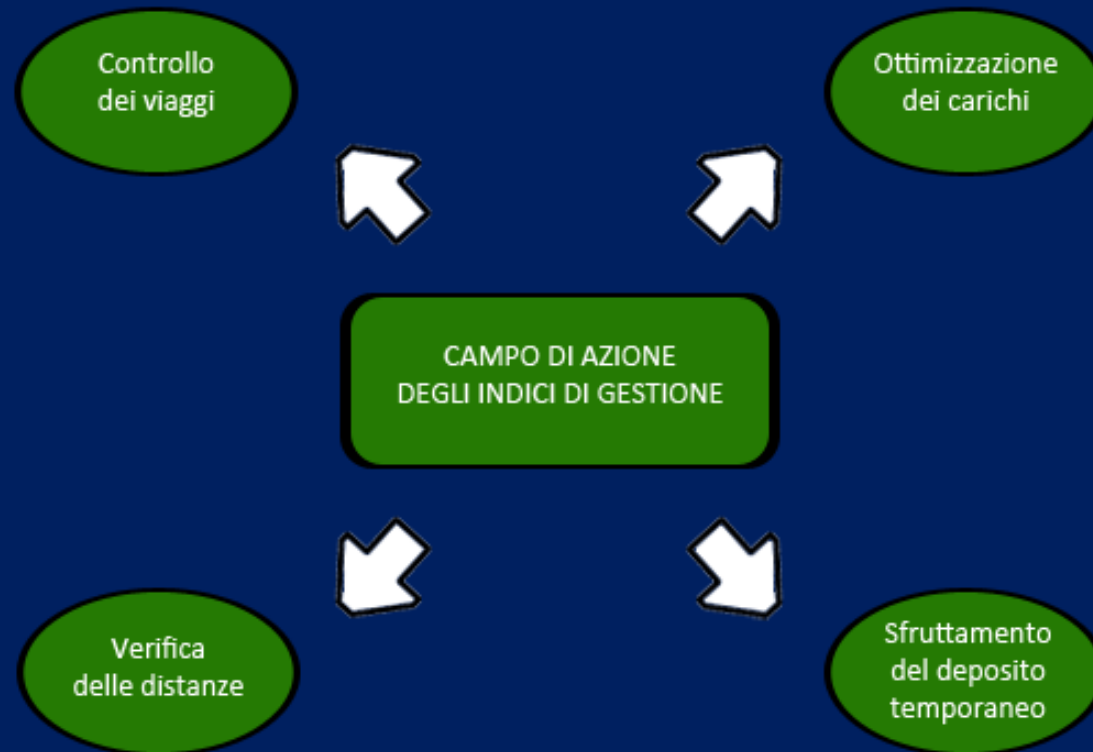 Controllo
dei viaggi
Ottimizzazione
dei carichi
CAMPO DI AZIONE
DEGLI INDICI DI GESTIONE
Verifica
delle distanze
Sfruttamento
del deposito
temporaneo